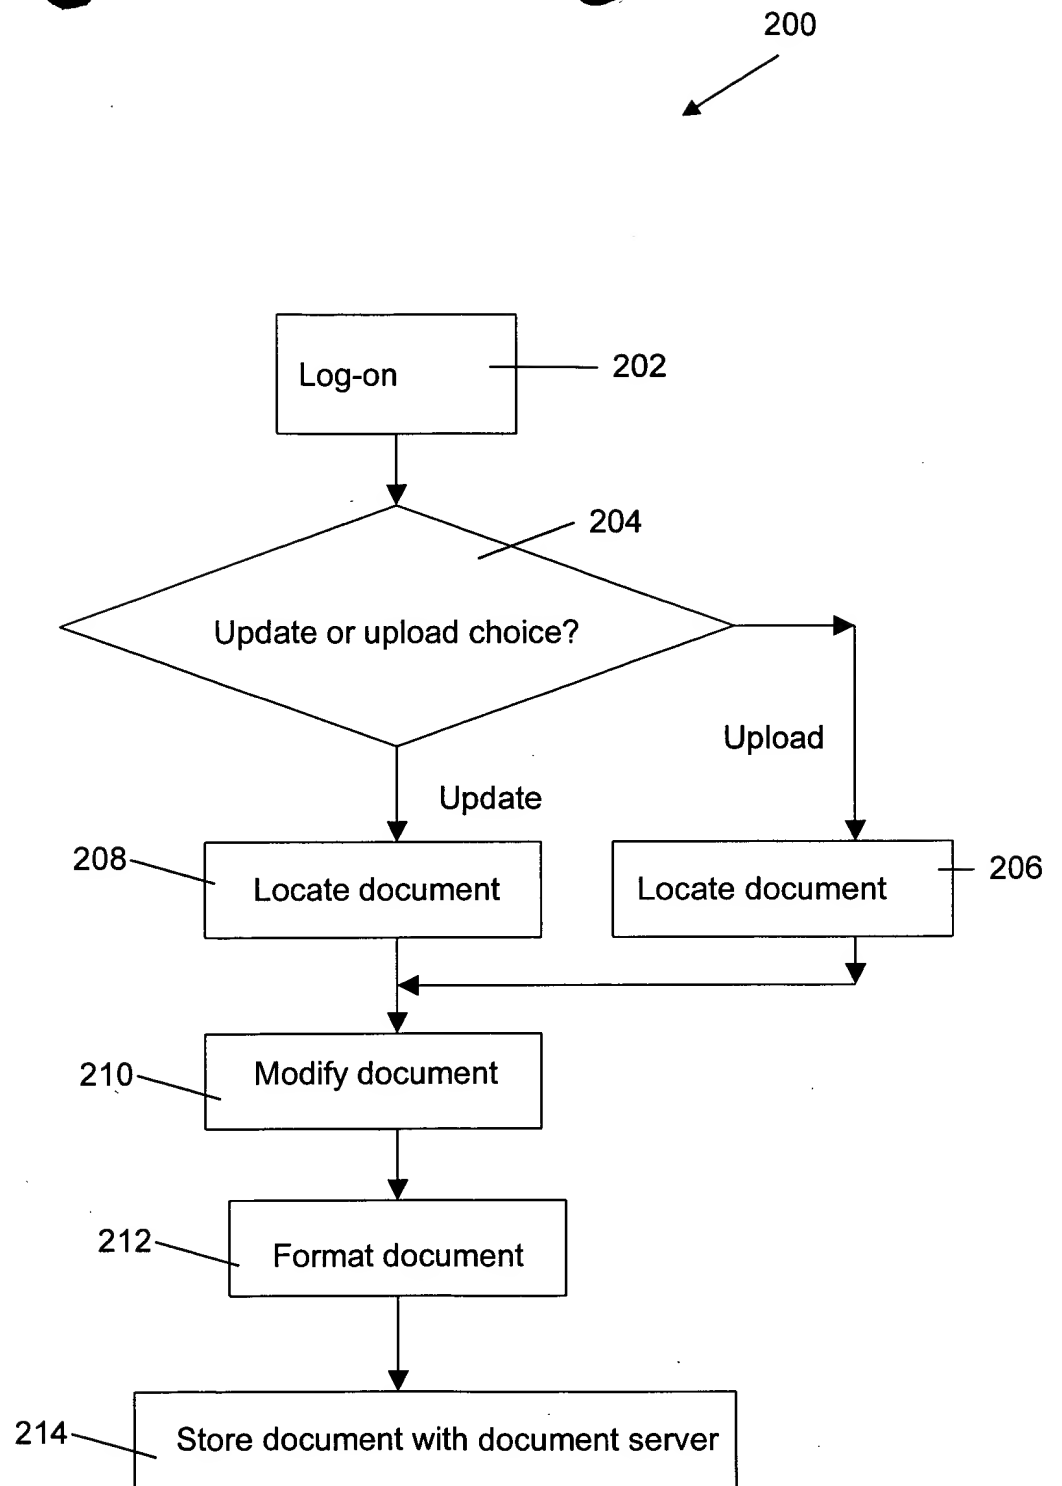 200
Log-on
202
204
Update or upload choice?
Upload
Update
208
Locate document
Locate document
206
210
Modify document
212
Format document
214
Store document with document server